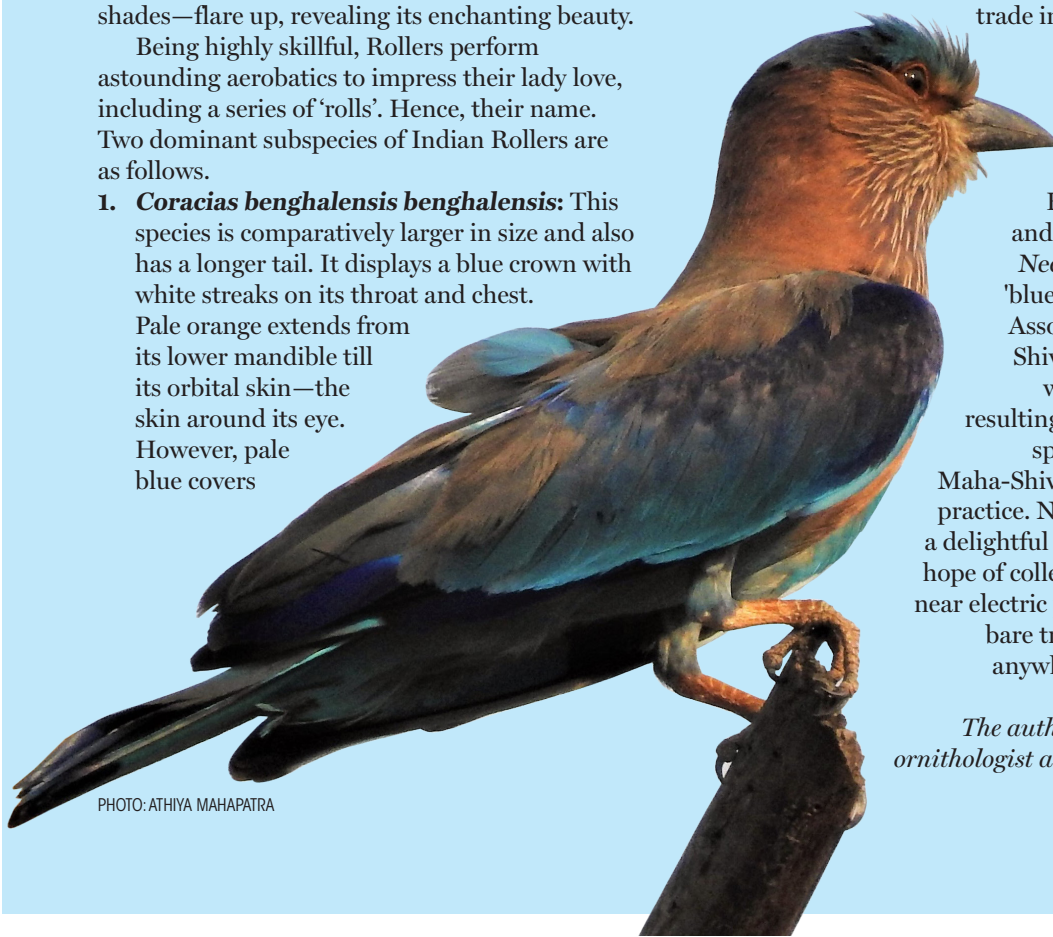 shades—flare up, revealing its enchanting beauty.
Being highly skillful, Rollers perform
astounding aerobatics to impress their lady love,
including a series of ‘rolls’. Hence, their name.
Two dominant subspecies of Indian Rollers are
as follows.
1. Coracias benghalensis benghalensis: This
species is comparatively larger in size and also
has a longer tail. It displays a blue crown with
white streaks on its throat and chest.
Pale orange extends from
its lower mandible till
its orbital skin—the
skin around its eye.
However, pale
blue covers
PHOTO: ATHIYA MAHAPATRA
trade
and
'blue
resulting
Maha-Shiv
practice.
a delightful
hope of
near electric
bare
The
ornithologist